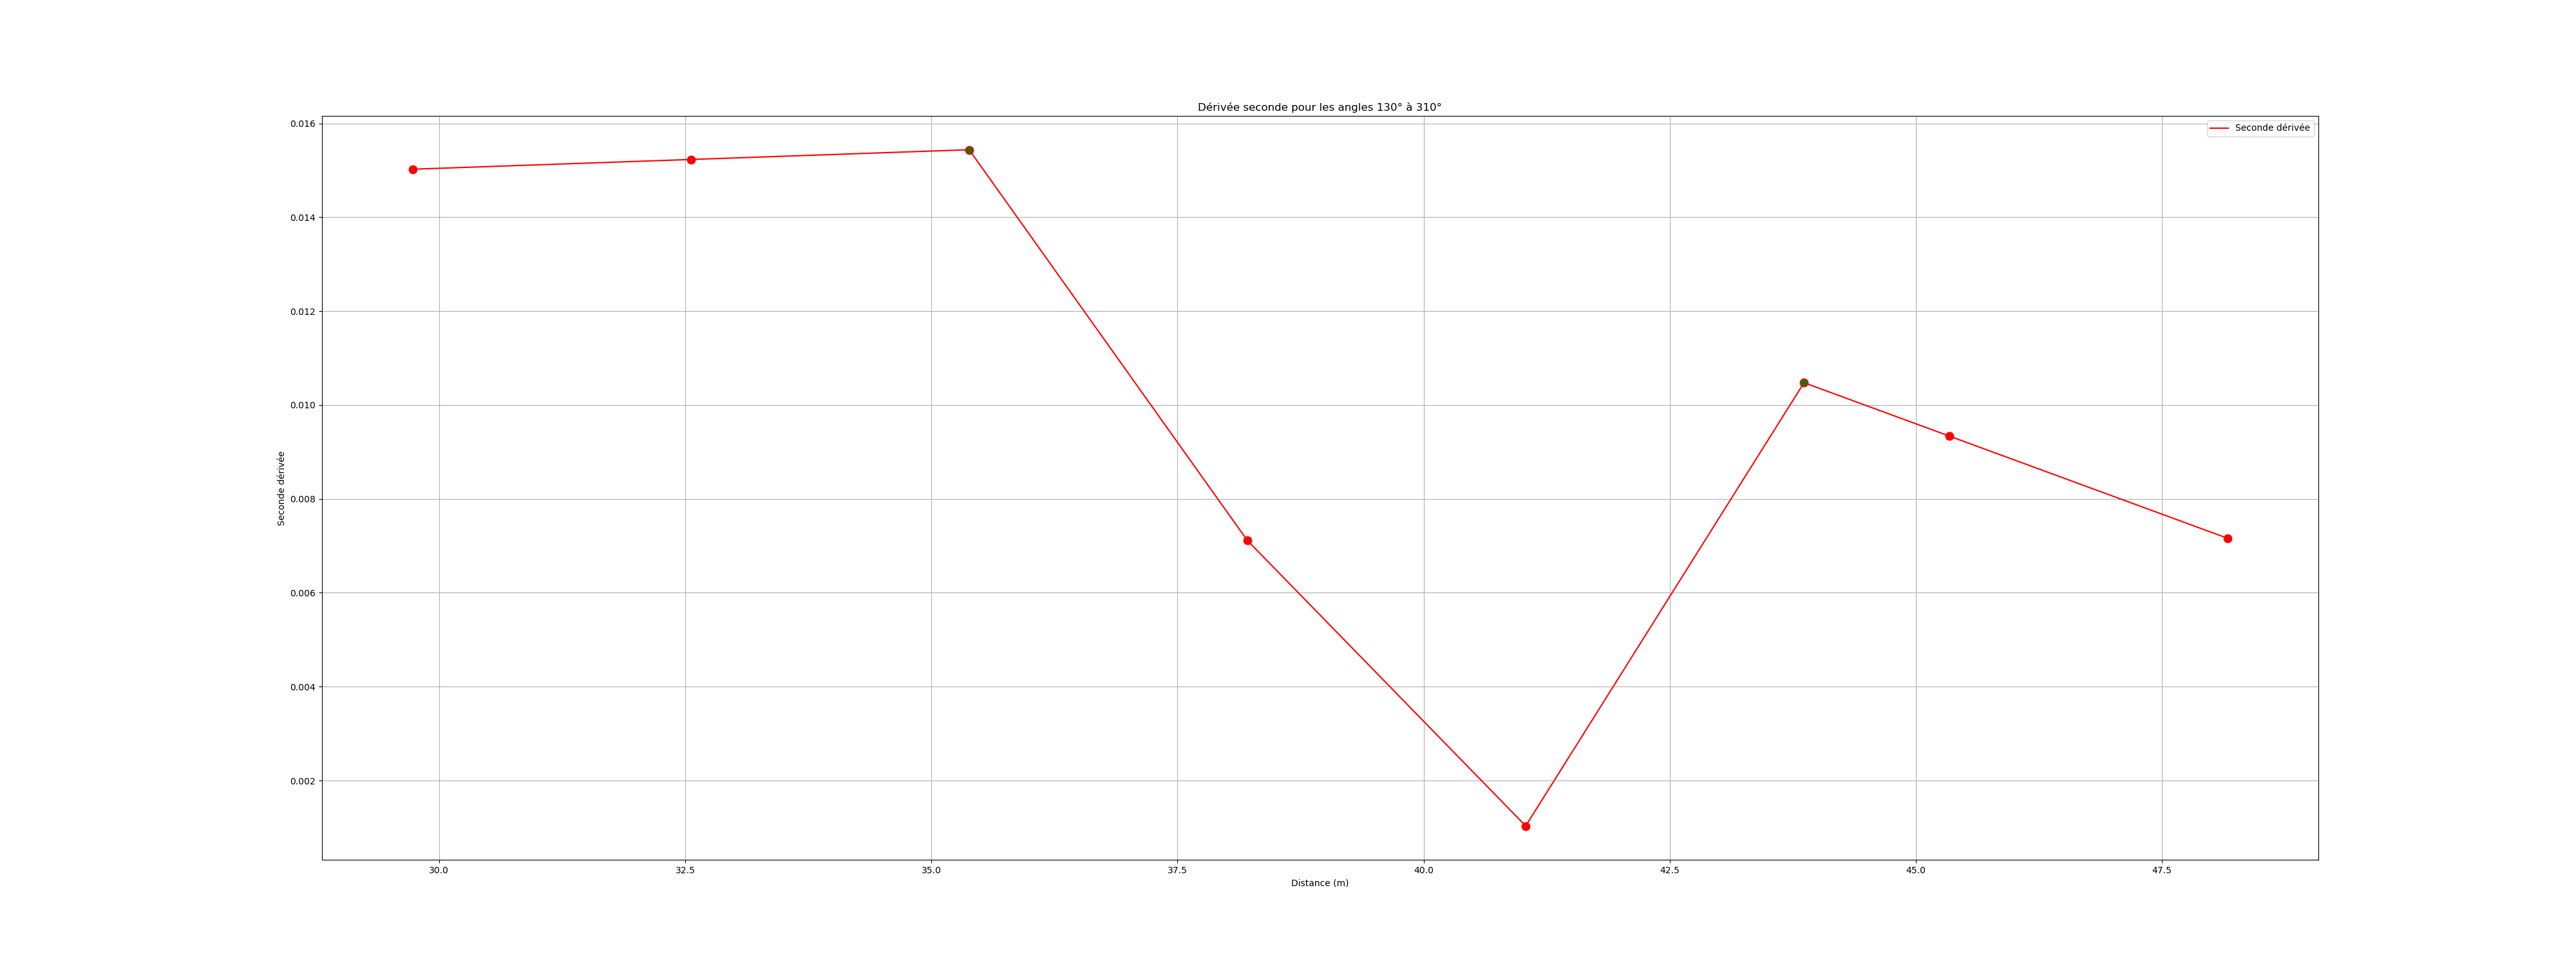 Dérivée seconde pour les angles 130° à 310°
Seconde dérivée
0.016
0.014
0.012
0.010
0.008
0.006
0.004
0.002
Seconde dérivée
30.0 32.5 35.0 37.5 40.0 42.5 45.0 47.5
Distance (m)